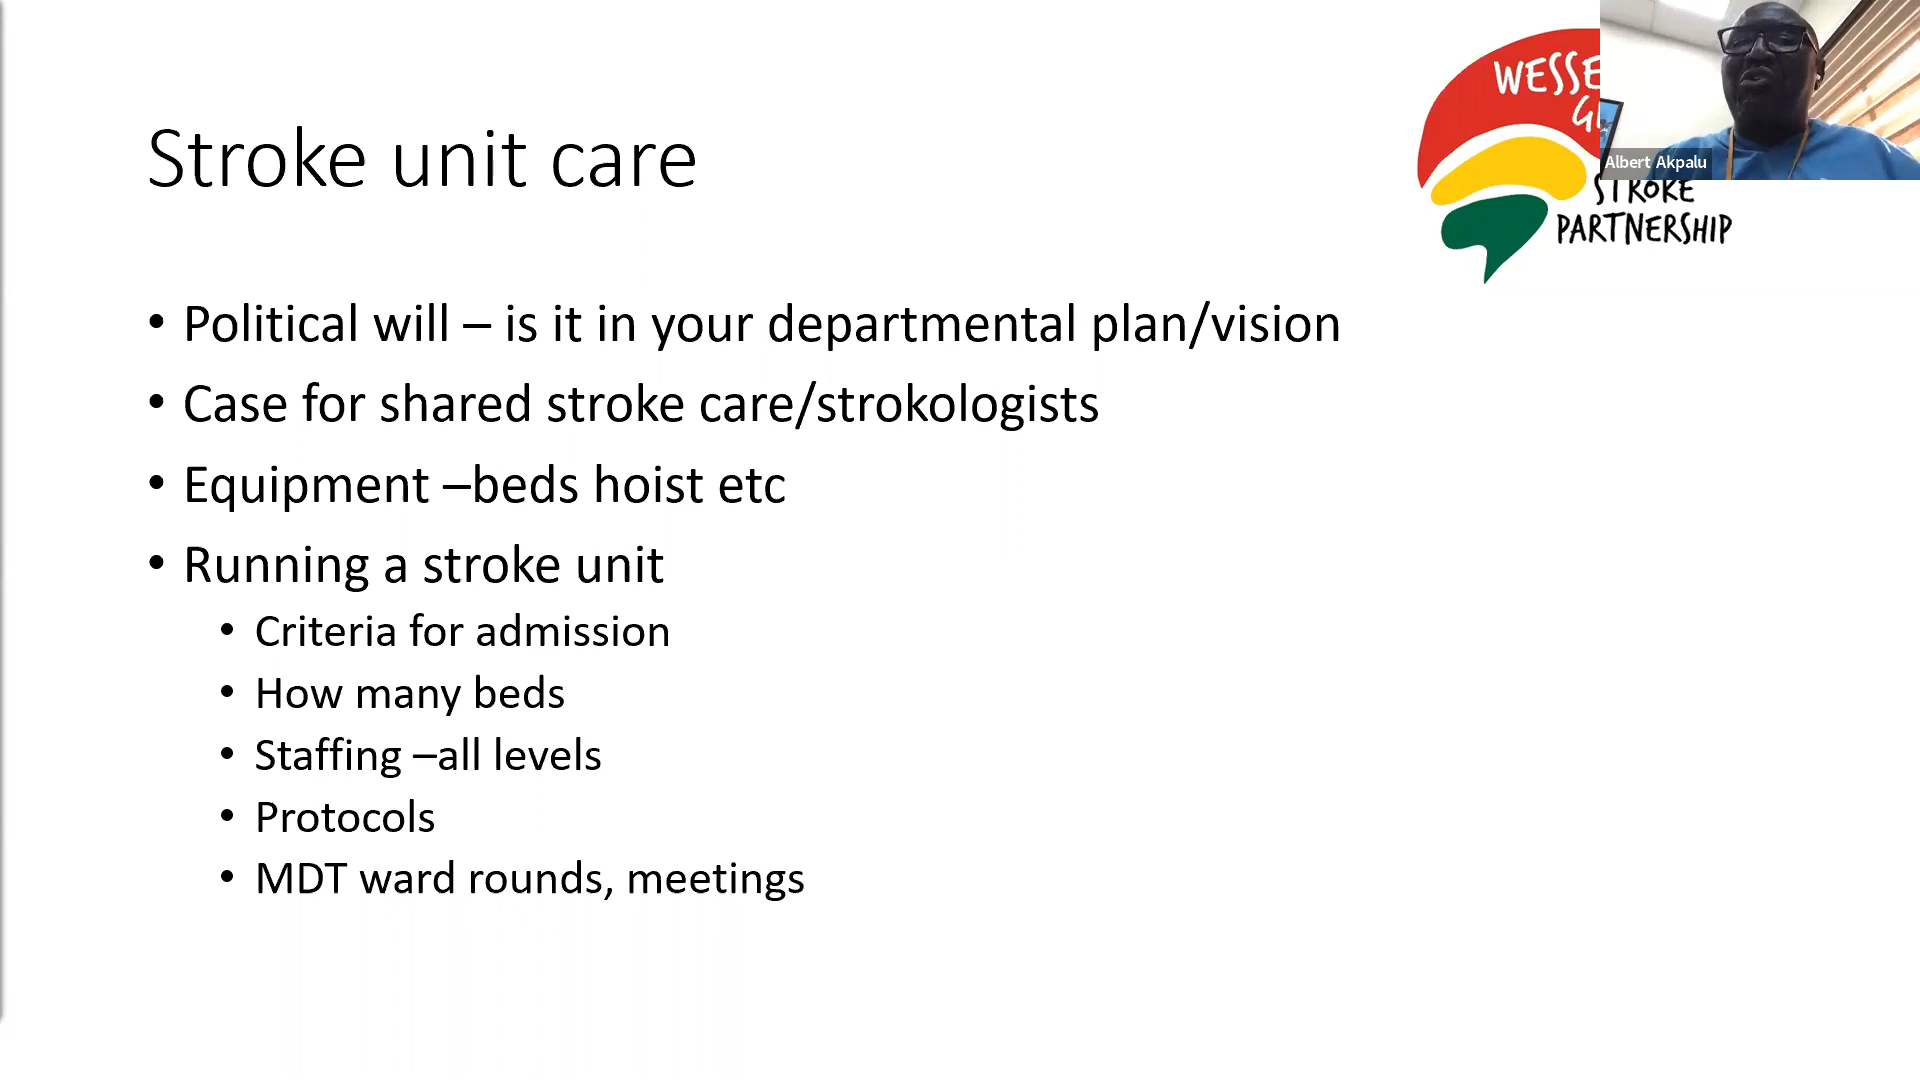 Stroke unit care
WESSE
G
Albert Akpalu
STROKE
PARTNERSHIP
• Political will – is it in your departmental plan/vision
• Case for shared stroke care/strokologists
• Equipment –beds hoist etc
• Running a stroke unit
• Criteria for admission
• How many beds
• Staffing –all levels
• Protocols
• MDT ward rounds, meetings